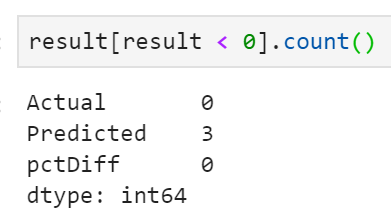 result[result < 0].count()
Actual       0
Predicted    3
pctDiff      0
dtype: int64